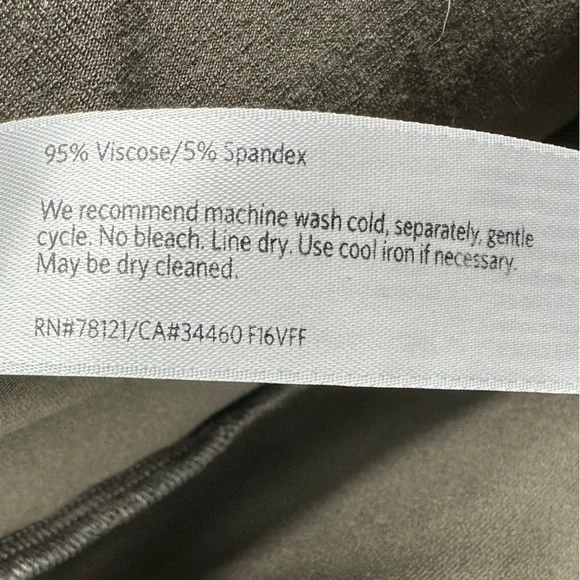 95% Viscose/5% Spandex
We recommend machine wash cold, separately, gentle
cycle. No bleach. Line dry. Use cool iron if necessary.
May be dry cleaned.
RN#78121/CA#34460 F16VFF